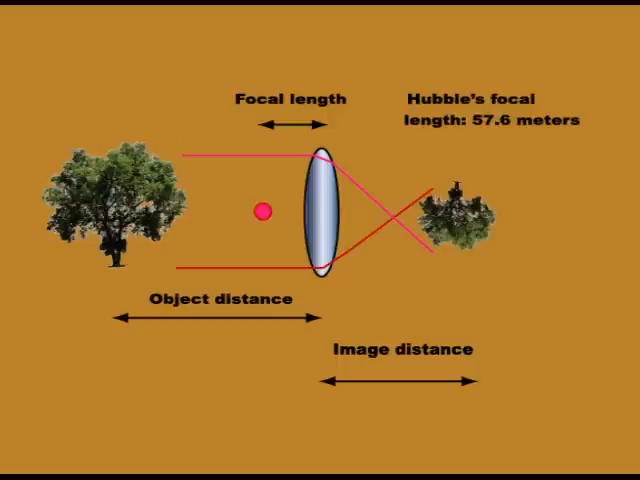 Focal length
Hubble's focal
length: 57.6 meters
Object distance
Image distance